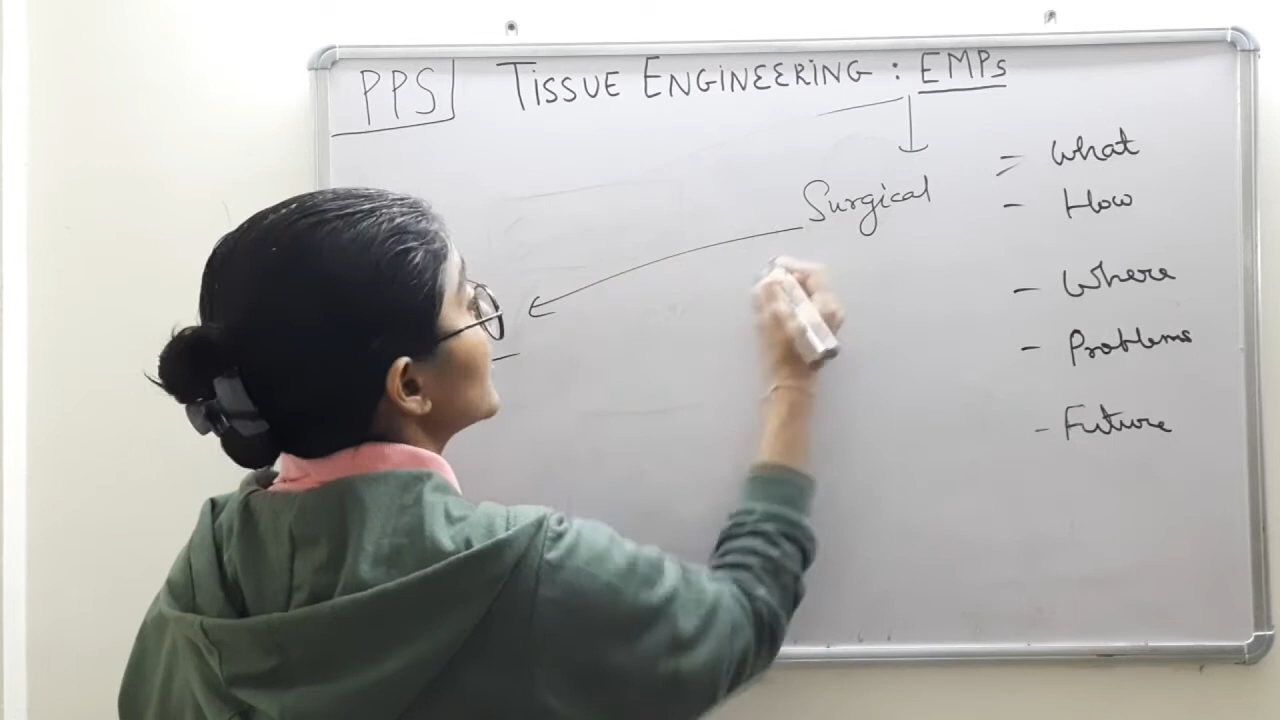 PPS
TISSUE ENGINEERING : EMPs
Surgical
= What
- How
- Where
- Problems
- Future